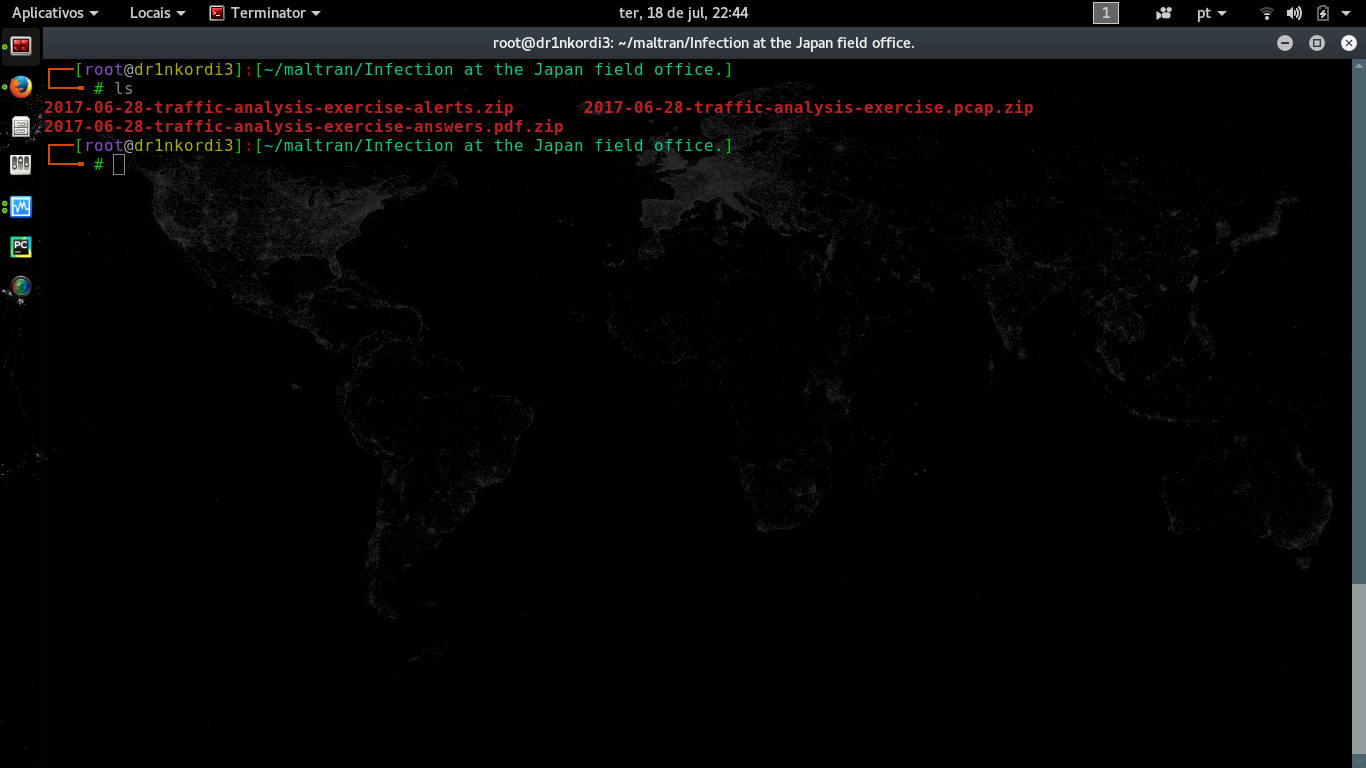 Aplicativos Locais Terminator ter, 18 de jul, 22:44 1 pt
root@dr1nkordi3: ~/maltran/Infection at the Japan field office.
[root@dr1nkordi3]:[~/maltran/Infection at the Japan field office.]
# ls
2017-06-28-traffic-analysis-exercise-alerts.zip 2017-06-28-traffic-analysis-exercise.pcap.zip
2017-06-28-traffic-analysis-exercise-answers.pdf.zip
[root@dr1nkordi3]:[~/maltran/Infection at the Japan field office.]
#
PC